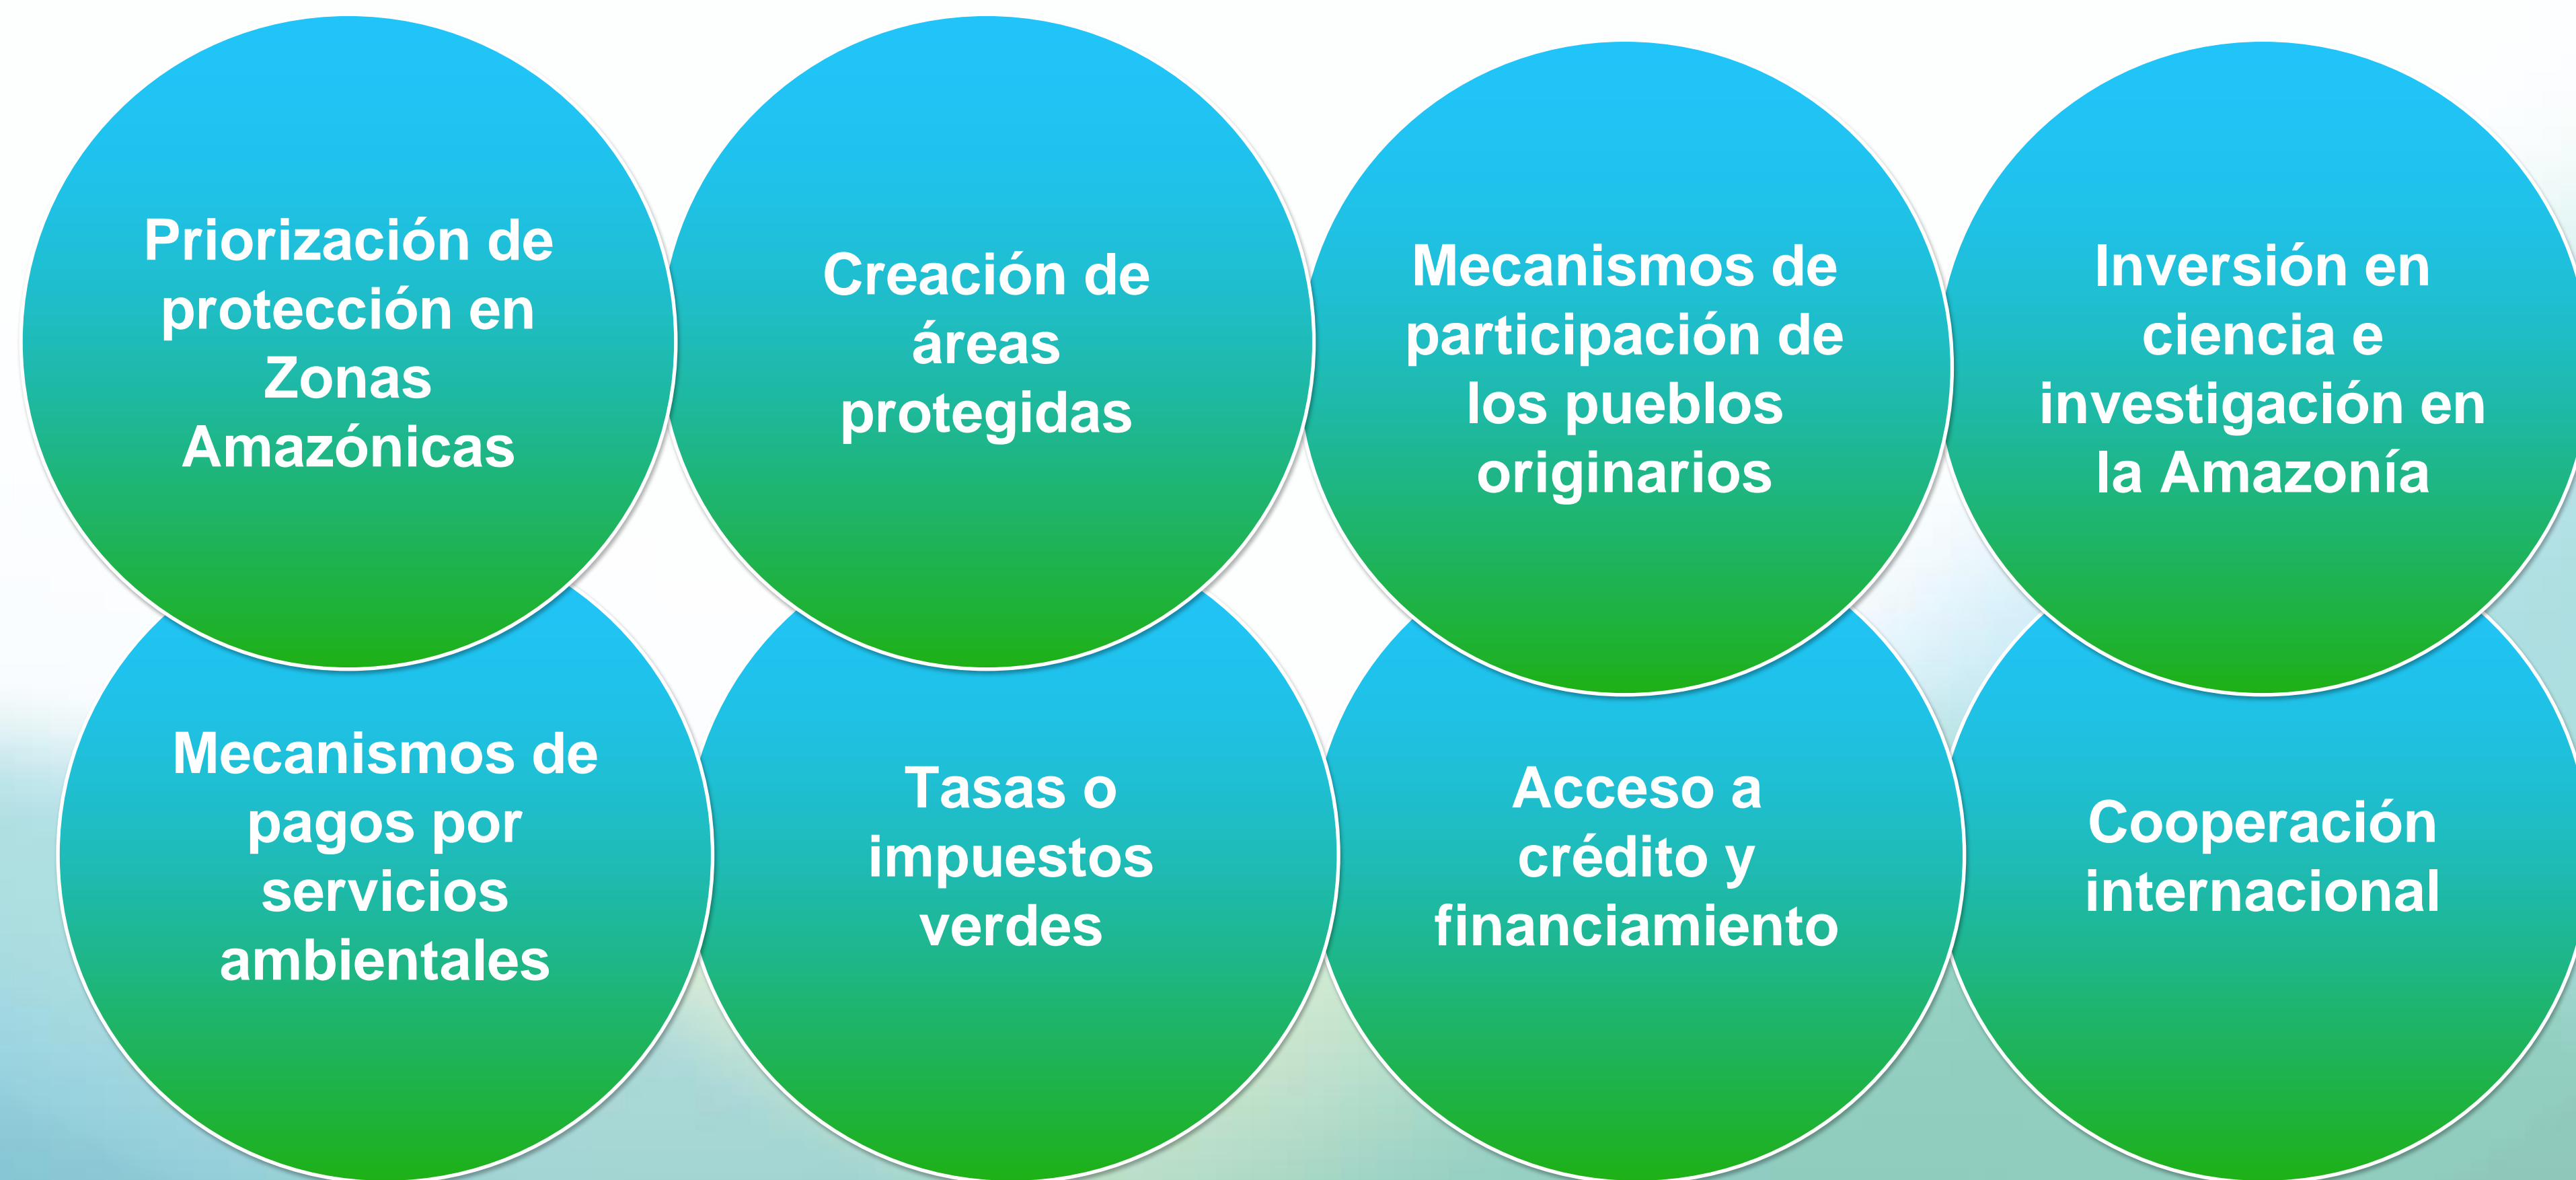 Priorización de
protección en
Zonas
Amazónicas
Creación de
áreas
protegidas
Mecanismos de
participación de
los pueblos
originarios
Inversión en
ciencia e
investigación en
la Amazonía
Mecanismos de
pagos por
servicios
ambientales
Tasas o
impuestos
verdes
Acceso a
crédito y
financiamiento
Cooperación
internacional